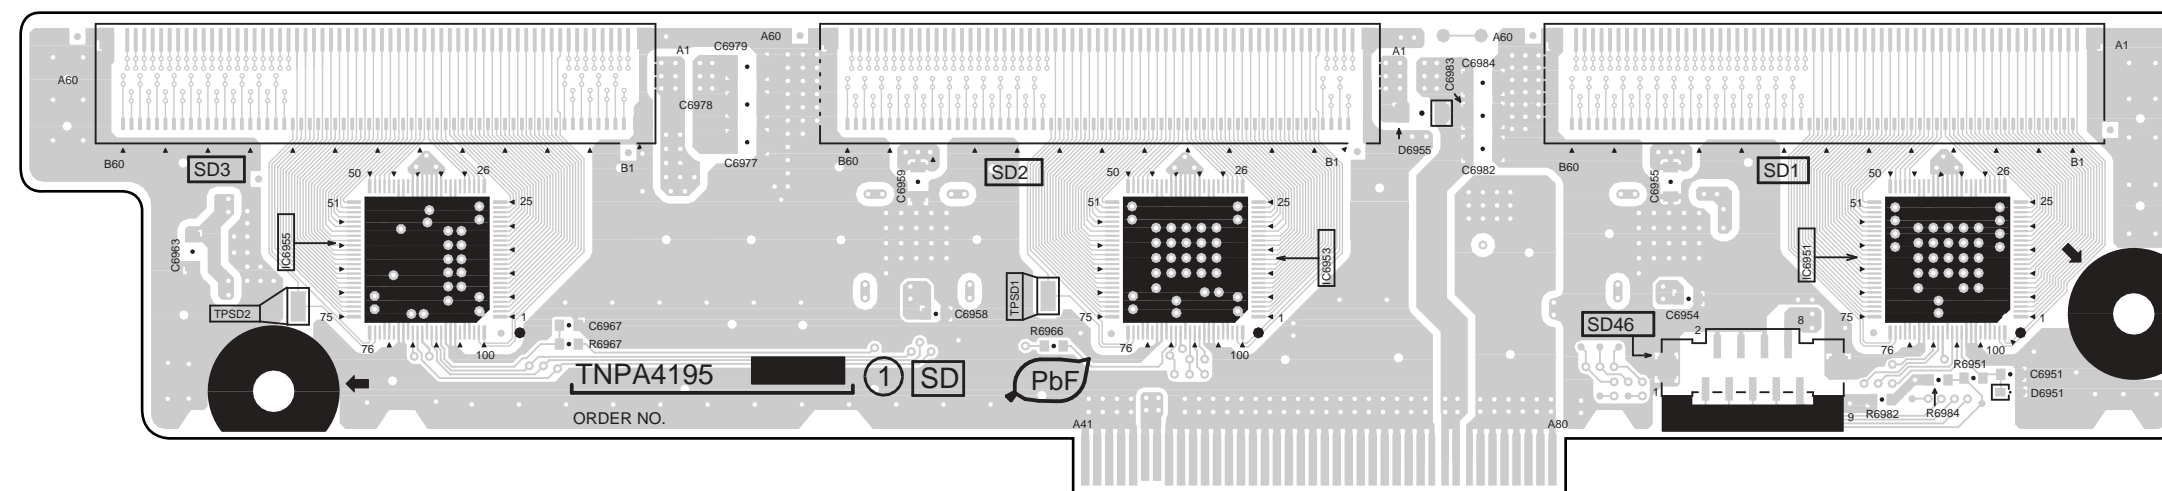 A60
A1
C6979
A60
A1
C6983
C6984
A60
A1
C6978
C6977
D6955
C6982
B60
SD3
B1
B60
C6959
SD2
B1
B60
C6955
SD1
B1
50
26
50
26
50
26
51
25
51
25
51
25
C6963
IC6955
IC6953
IC6951
TPSD2
TPSD1
C6958
C6954
75
1
75
1
75
1
76
100
76
100
76
100
C6967
R6967
R6966
SD46
2
8
1
9
TNPA4195
1
SD
PbF
ORDER NO.
A41
A80
R6951
C6951
D6951
R6982
R6984